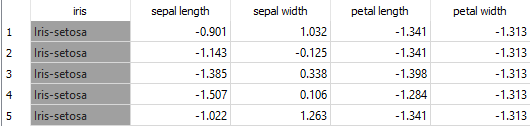 iris sepal length sepal width petal length petal width
1 Iris-setosa -0.901 1.032 -1.341 -1.313
2 Iris-setosa -1.143 -0.125 -1.341 -1.313
3 Iris-setosa -1.385 0.338 -1.398 -1.313
4 Iris-setosa -1.507 0.106 -1.284 -1.313
5 Iris-setosa -1.022 1.263 -1.341 -1.313